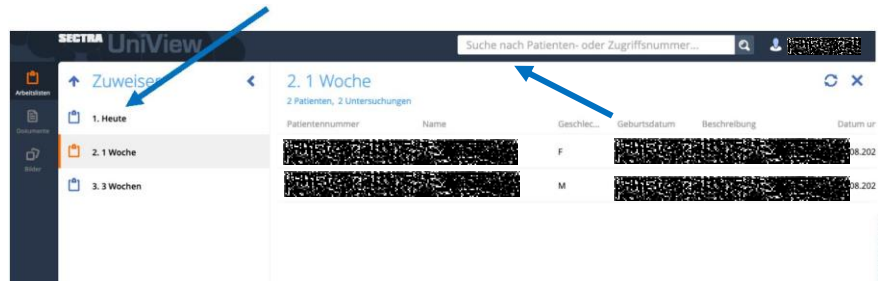 SECTRA UniView
Suche nach Patienten- oder Zugriffsnummer...
Arbeitslisten
Dokumente
Bilder
Zuweiser
1. Heute
2. 1 Woche
3. 3 Wochen
2. 1 Woche
2 Patienten, 2 Untersuchungen
Patientennummer Name Geschlec... Geburtsdatum Beschreibung Datum ur
F 08.202
M 08.202